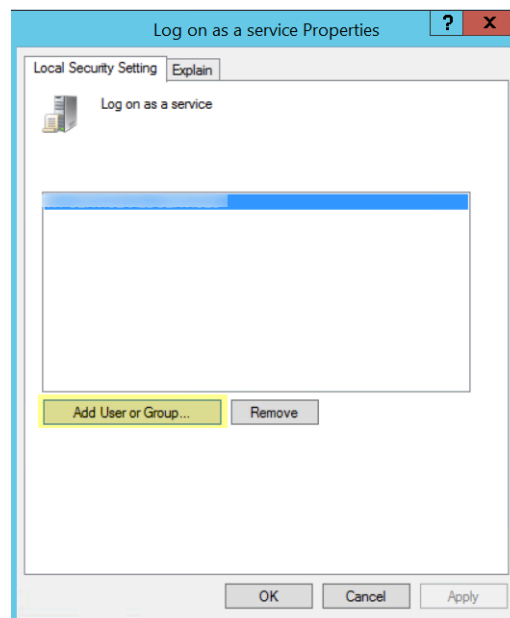 Log on as a service Properties
? x
Local Security Setting Explain
Log on as a service
Add User or Group...
Remove
OK Cancel Apply